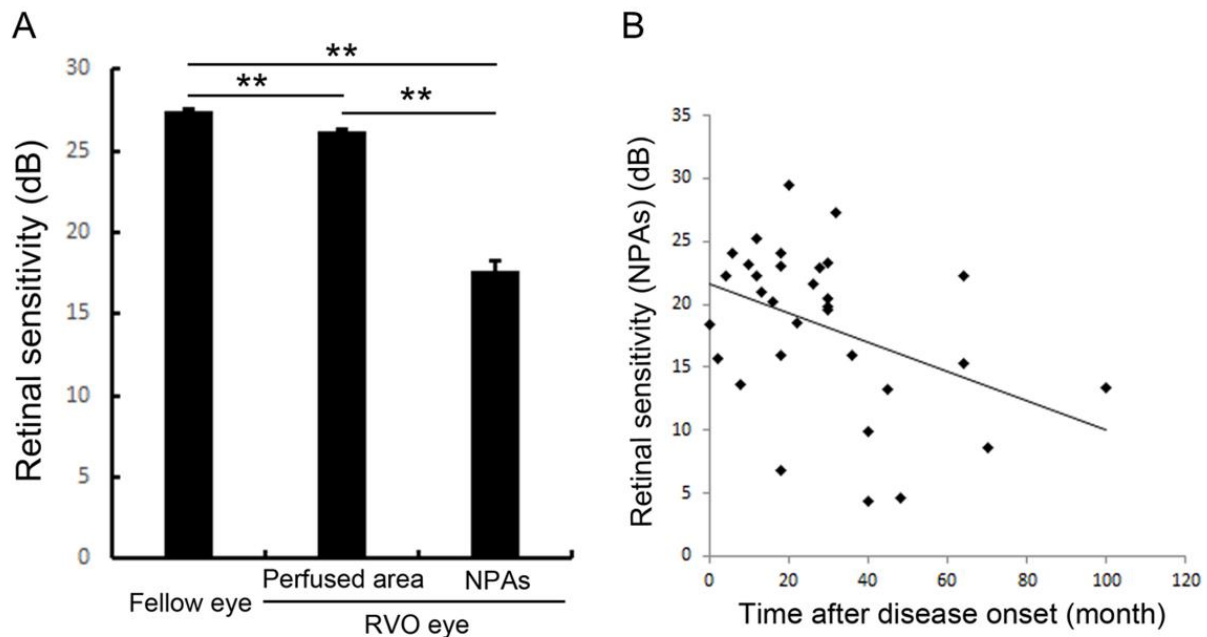 A
**
**
**
30
25
20
15
10
5
0
Retinal sensitivity (dB)
Fellow eye
Perfused area
NPAs
RVO eye
B
35
30
25
20
15
10
5
0
Retinal sensitivity (NPAs) (dB)
0 20 40 60 80 100 120
Time after disease onset (month)